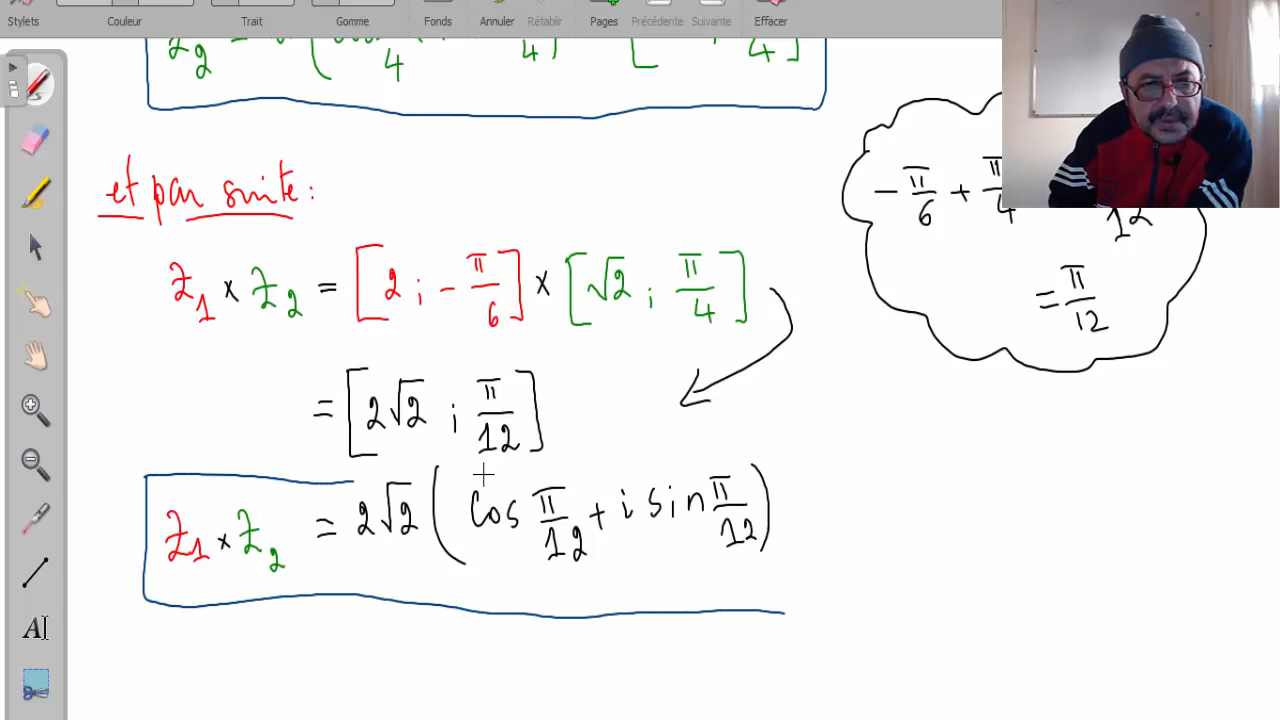 Stylets Couleur Trait Gomme Fonds Annuler Rétablir Pages Précédente Suivante Effacer
et par suite:
z₁ × z₂ = [2 ; -π/6] × [√2 ; π/4]
= [2√2 ; π/12]
z₁ × z₂ = 2√2 (cos π/12 + i sin π/12)
-π/6 + π/4
12
= π/12